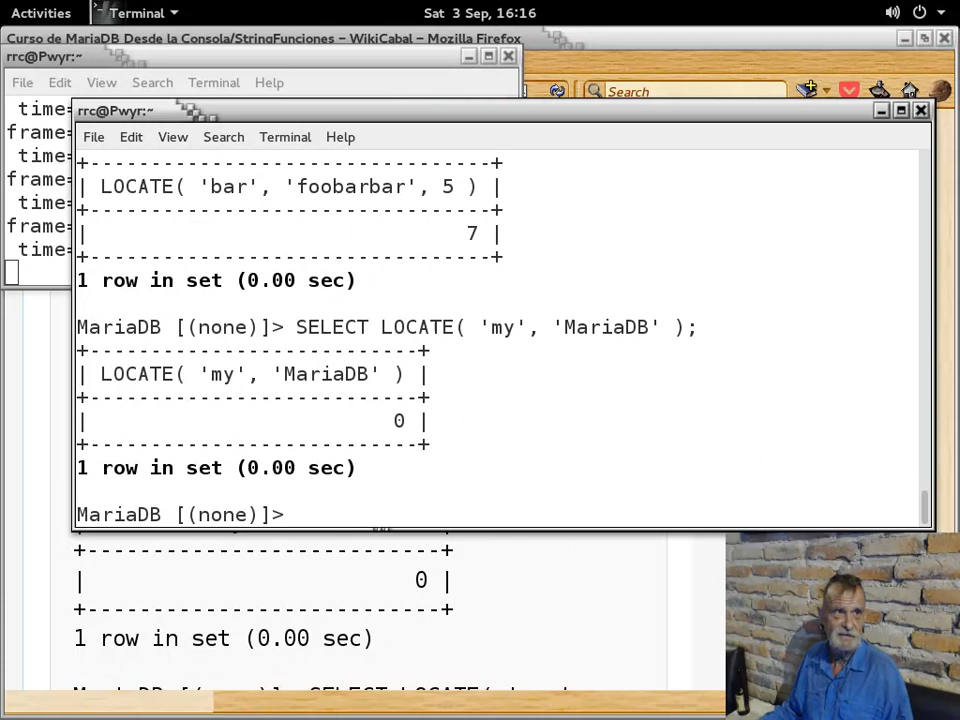 Activities Terminal Sat 3 Sep, 16:16
Curso de MariaDB Desde la Consola/StringFunciones – WikiCabal – Mozilla Firefox
rrc@Pwyr:~
File Edit View Search Terminal Help
Search
time=
frame=
time=
frame=
time=
frame=
time=
rrc@Pwyr:~
File Edit View Search Terminal Help
+----------------------------------+
| LOCATE( 'bar', 'foobarbar', 5 ) |
+----------------------------------+
| 7 |
+----------------------------------+
1 row in set (0.00 sec)
MariaDB [(none)]> SELECT LOCATE( 'my', 'MariaDB' );
+----------------------------+
| LOCATE( 'my', 'MariaDB' ) |
+----------------------------+
| 0 |
+----------------------------+
1 row in set (0.00 sec)
MariaDB [(none)]>
+----------------------------+
| 0 |
+----------------------------+
1 row in set (0.00 sec)